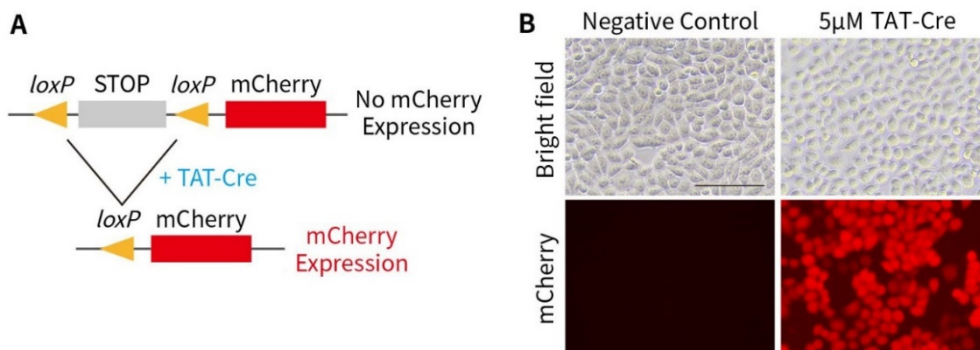 A
loxP STOP loxP mCherry
No mCherry
Expression
+ TAT-Cre
loxP mCherry
mCherry
Expression
B
Negative Control 5μM TAT-Cre
Bright field
mCherry